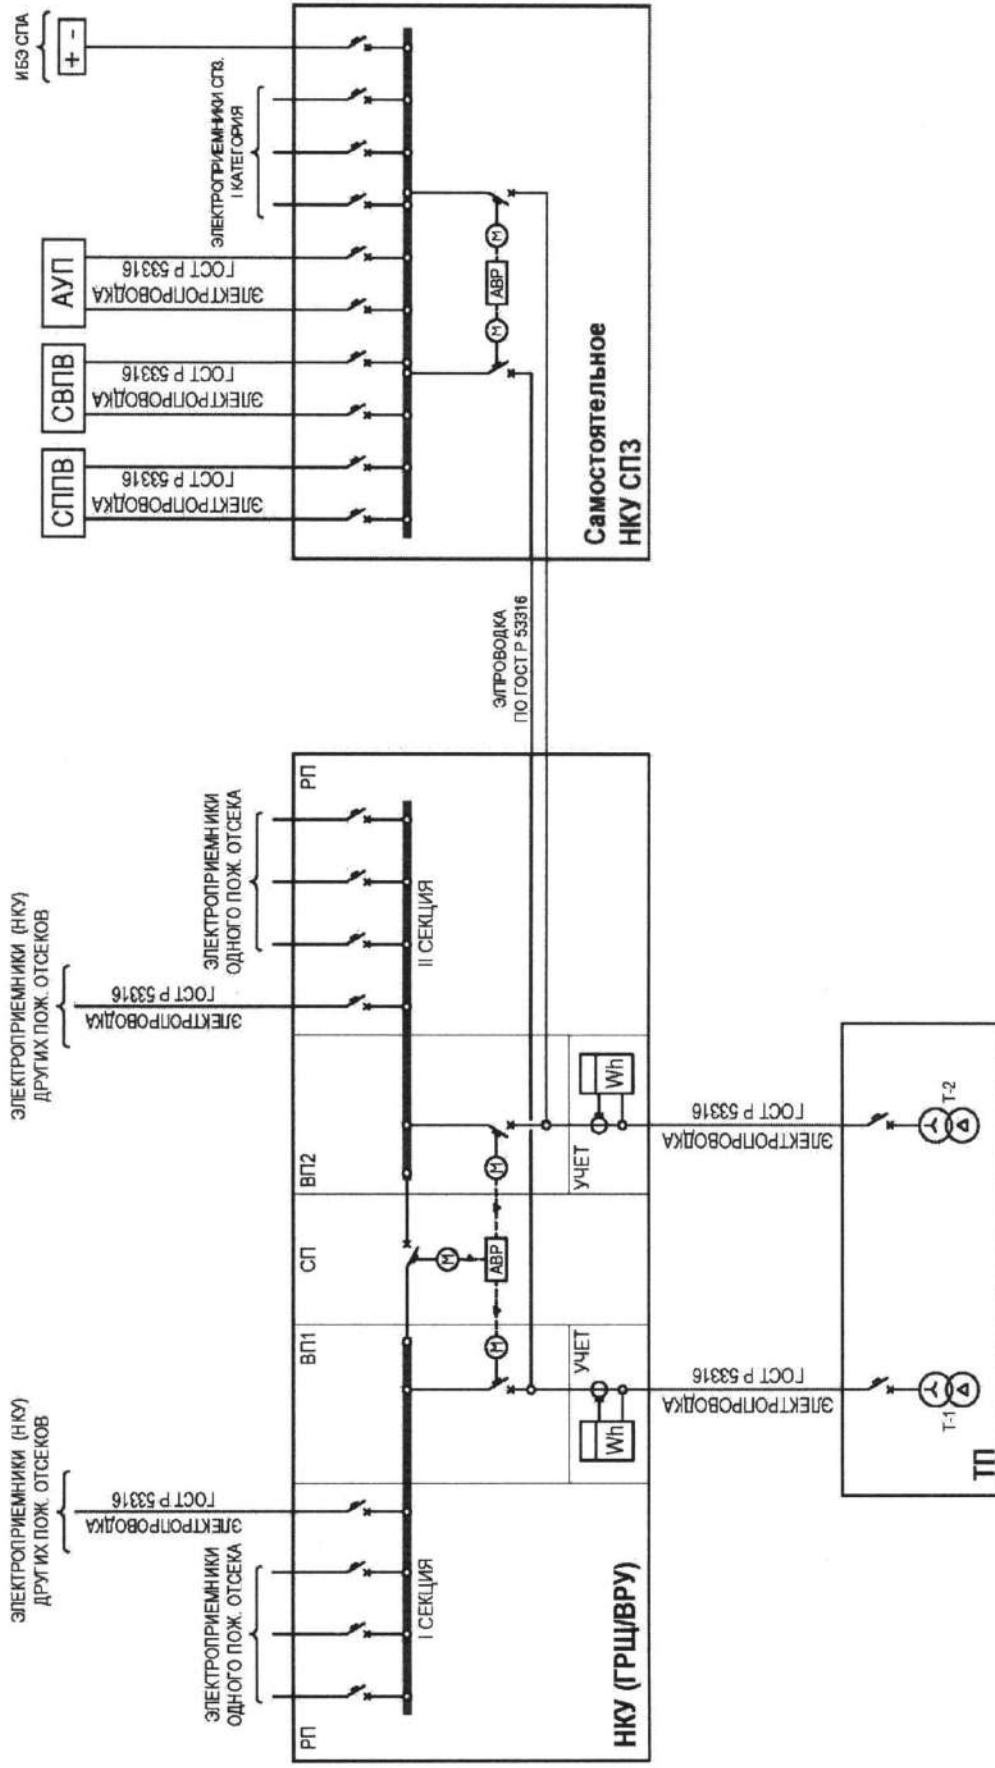 ЭЛЕКТРОПРИЕМНИКИ (НКУ)
ДРУГИХ ПОЖ. ОТСЕКОВ
ЭЛЕКТРОПРОВОДКА
ГОСТ Р 53316
ЭЛЕКТРОПРИЕМНИКИ
ОДНОГО ПОЖ. ОТСЕКА
РП
I СЕКЦИЯ
НКУ (ГРЩ/ВРУ)
ВП1
М
УЧЕТ
Wh
СП
М
АВР
ВП2
М
УЧЕТ
Wh
ЭЛЕКТРОПРИЕМНИКИ (НКУ)
ДРУГИХ ПОЖ. ОТСЕКОВ
ЭЛЕКТРОПРОВОДКА
ГОСТ Р 53316
ЭЛЕКТРОПРИЕМНИКИ
ОДНОГО ПОЖ. ОТСЕКА
РП
II СЕКЦИЯ
ЭЛЕКТРОПРОВОДКА
ГОСТ Р 53316
ЭЛЕКТРОПРОВОДКА
ГОСТ Р 53316
Т-1
Т-2
ТП
Э/ПРОВОДКА
ПО ГОСТ Р 53316
СППВ
ЭЛЕКТРОПРОВОДКА
ГОСТ Р 53316
СВПВ
ЭЛЕКТРОПРОВОДКА
ГОСТ Р 53316
АУП
ЭЛЕКТРОПРОВОДКА
ГОСТ Р 53316
ЭЛЕКТРОПРИЕМНИКИ СПЗ.
I КАТЕГОРИЯ
ИБЭ СПА
+ -
М
АВР
М
Самостоятельное
НКУ СПЗ